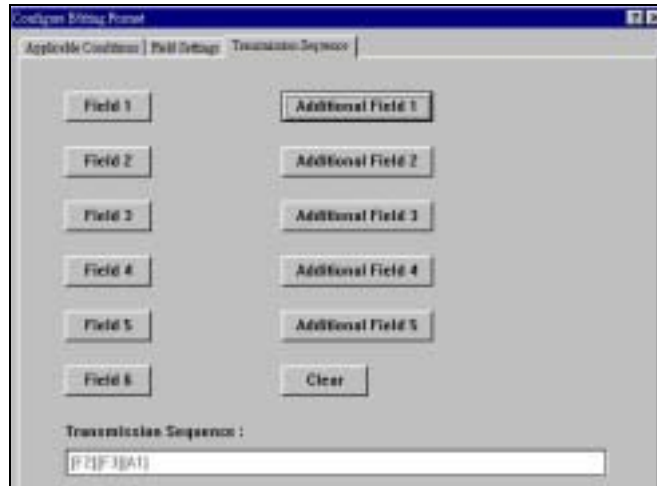 Configure Editing Format
Applicable Conditions Field Settings Transmission Sequence
Field 1 Additional Field 1
Field 2 Additional Field 2
Field 3 Additional Field 3
Field 4 Additional Field 4
Field 5 Additional Field 5
Field 6 Clear
Transmission Sequence :
[F2][F3][A1]